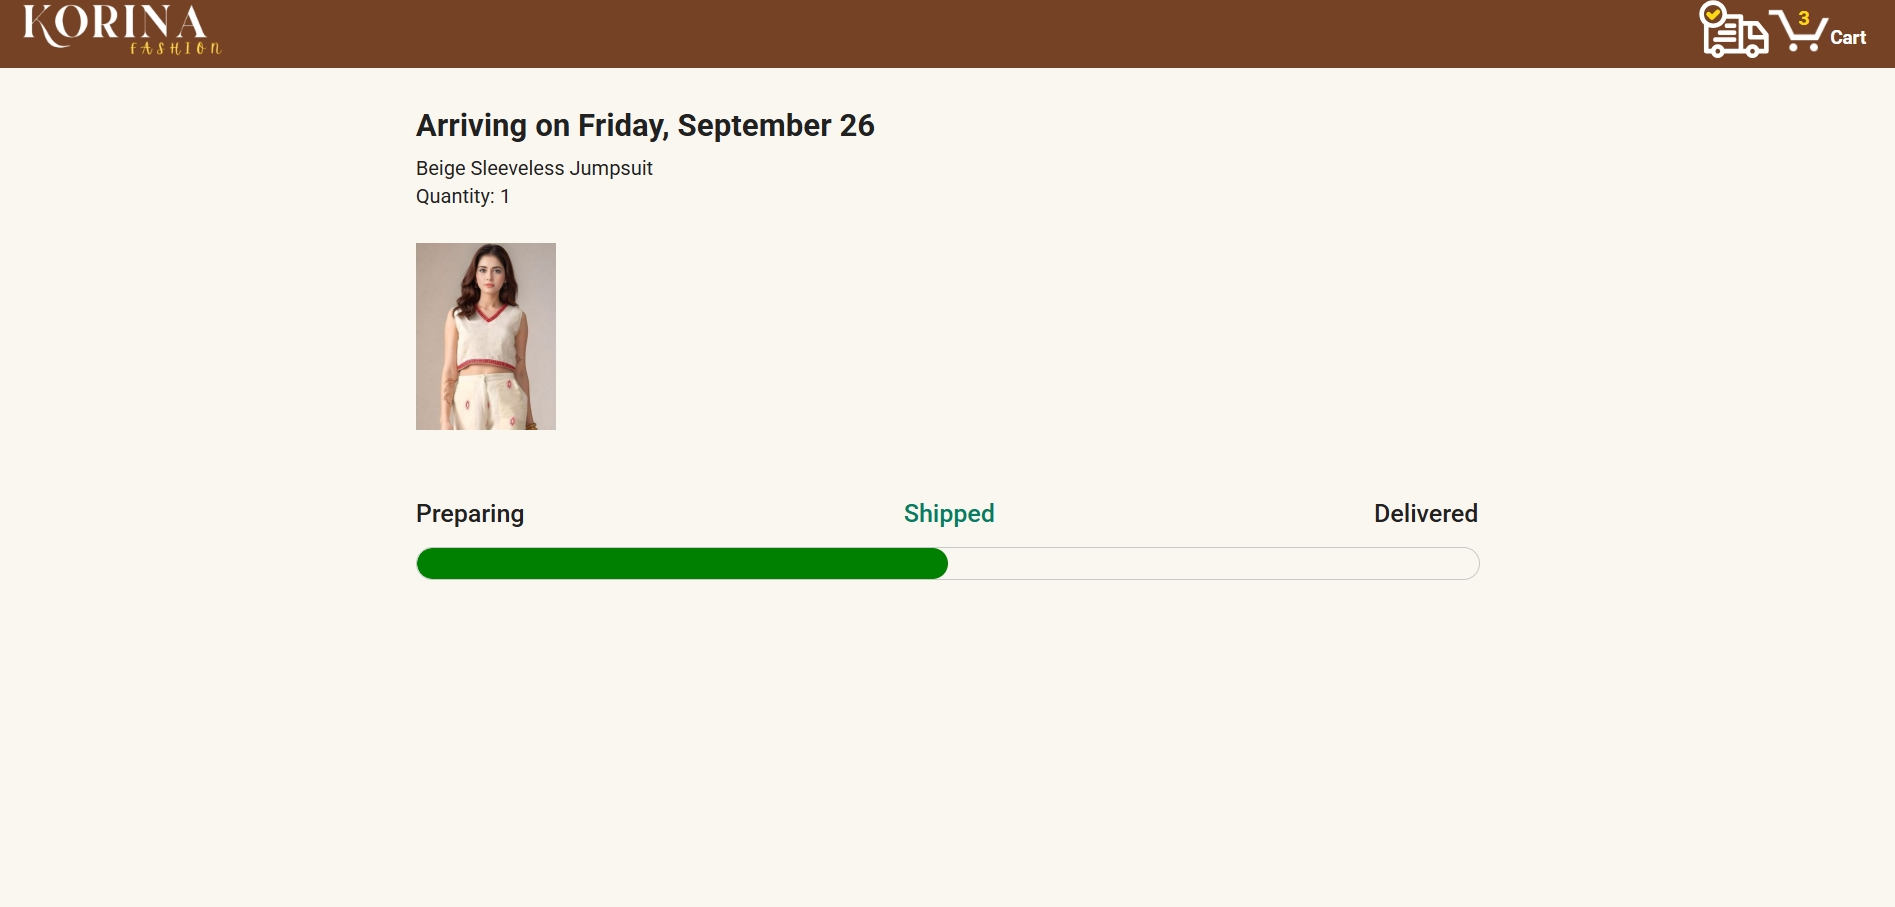 KORINA
FASHION
3
Cart
Arriving on Friday, September 26
Beige Sleeveless Jumpsuit
Quantity: 1
Preparing
Shipped
Delivered